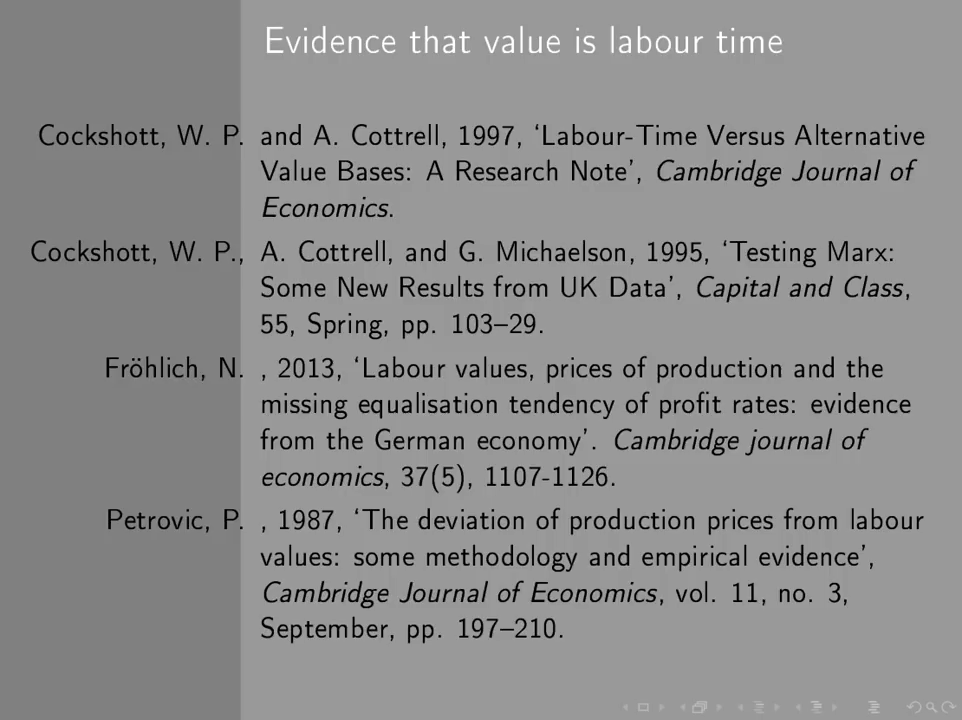 Evidence that value is labour time
Cockshott, W. P. and A. Cottrell, 1997, ‘Labour-Time Versus Alternative
Value Bases: A Research Note’, Cambridge Journal of
Economics.
Cockshott, W. P., A. Cottrell, and G. Michaelson, 1995, ‘Testing Marx:
Some New Results from UK Data’, Capital and Class,
55, Spring, pp. 103–29.
Fröhlich, N. , 2013, ‘Labour values, prices of production and the
missing equalisation tendency of profit rates: evidence
from the German economy’. Cambridge journal of
economics, 37(5), 1107-1126.
Petrovic, P. , 1987, ‘The deviation of production prices from labour
values: some methodology and empirical evidence’,
Cambridge Journal of Economics, vol. 11, no. 3,
September, pp. 197–210.